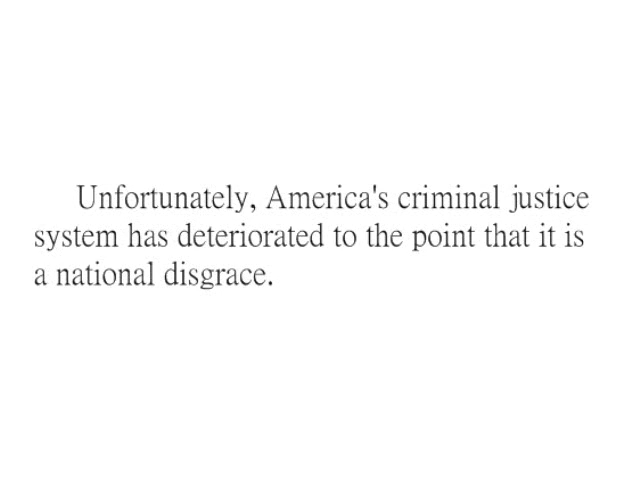 Unfortunately, America's criminal justice
system has deteriorated to the point that it is
a national disgrace.